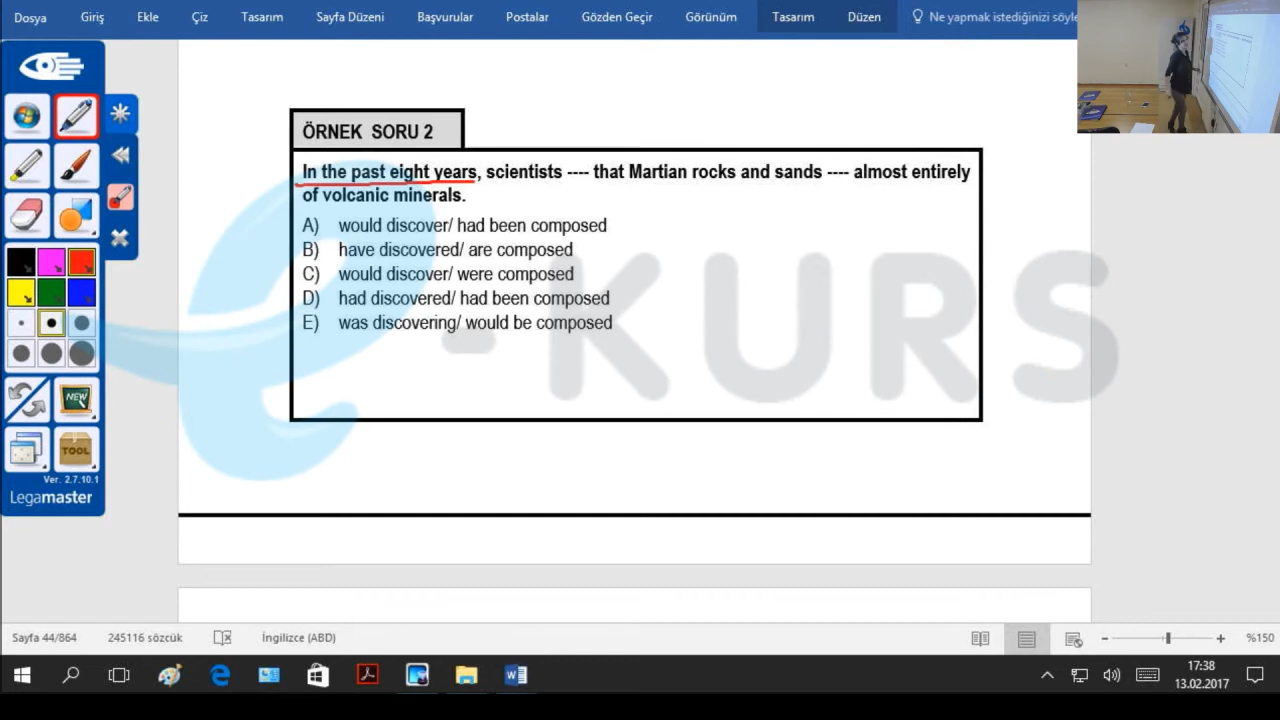 Dosya Giriş Ekle Çiz Tasarım Sayfa Düzeni Başvurular Postalar Gözden Geçir Görünüm Tasarım Düzen Ne yapmak istediğinizi söyle
ÖRNEK SORU 2
In the past eight years, scientists ---- that Martian rocks and sands ---- almost entirely
of volcanic minerals.
A) would discover/ had been composed
B) have discovered/ are composed
C) would discover/ were composed
D) had discovered/ had been composed
E) was discovering/ would be composed
e-KURS
NEW
TOOL
Ver. 2.7.10.1
Legamaster
Sayfa 44/864 245116 sözcük İngilizce (ABD) %150
17:38
13.02.2017